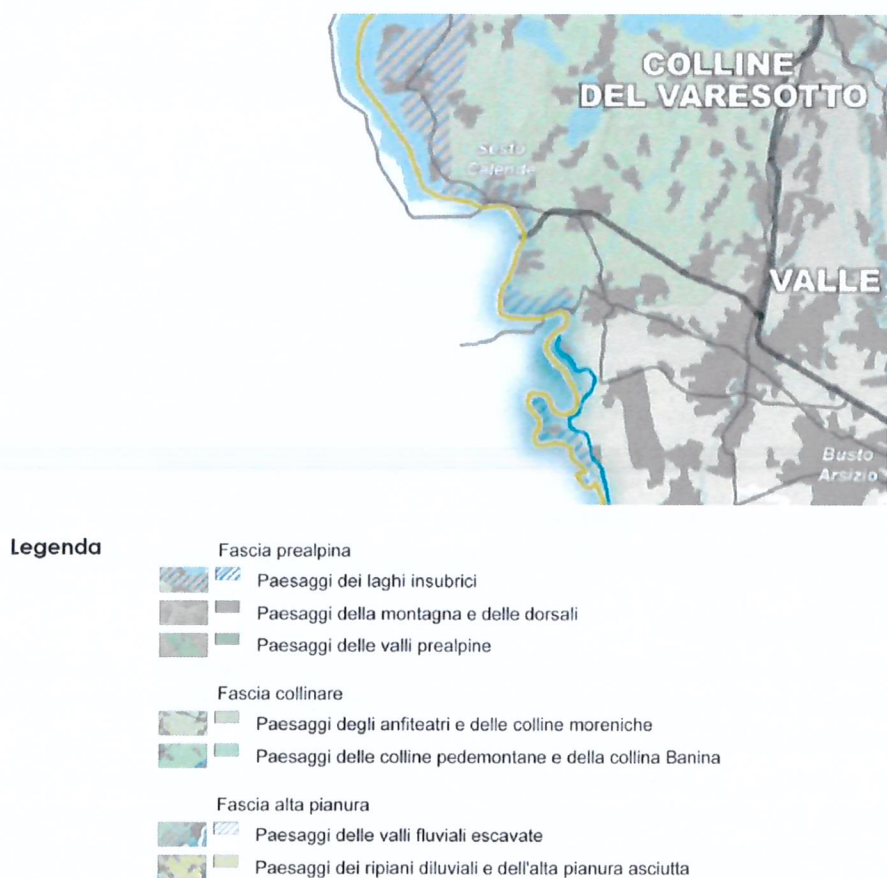 COLLINE
DEL VARESOTTO
Sesto
Calende
VALLE
Busto
Arsizio
Legenda
Fascia prealpina
Paesaggi dei laghi insubrici
Paesaggi della montagna e delle dorsali
Paesaggi delle valli prealpine
Fascia collinare
Paesaggi degli anfiteatri e delle colline moreniche
Paesaggi delle colline pedemontane e della collina Banina
Fascia alta pianura
Paesaggi delle valli fluviali escavate
Paesaggi dei ripiani diluviali e dell'alta pianura asciutta